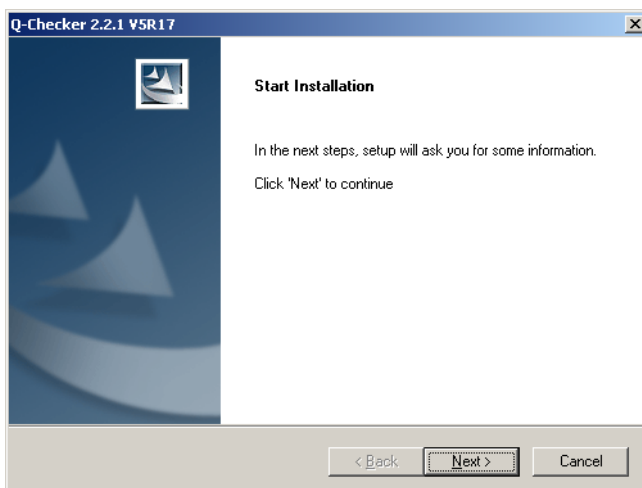 Q-Checker 2.2.1 V5R17
Start Installation
In the next steps, setup will ask you for some information.
Click 'Next' to continue
< Back
Next >
Cancel